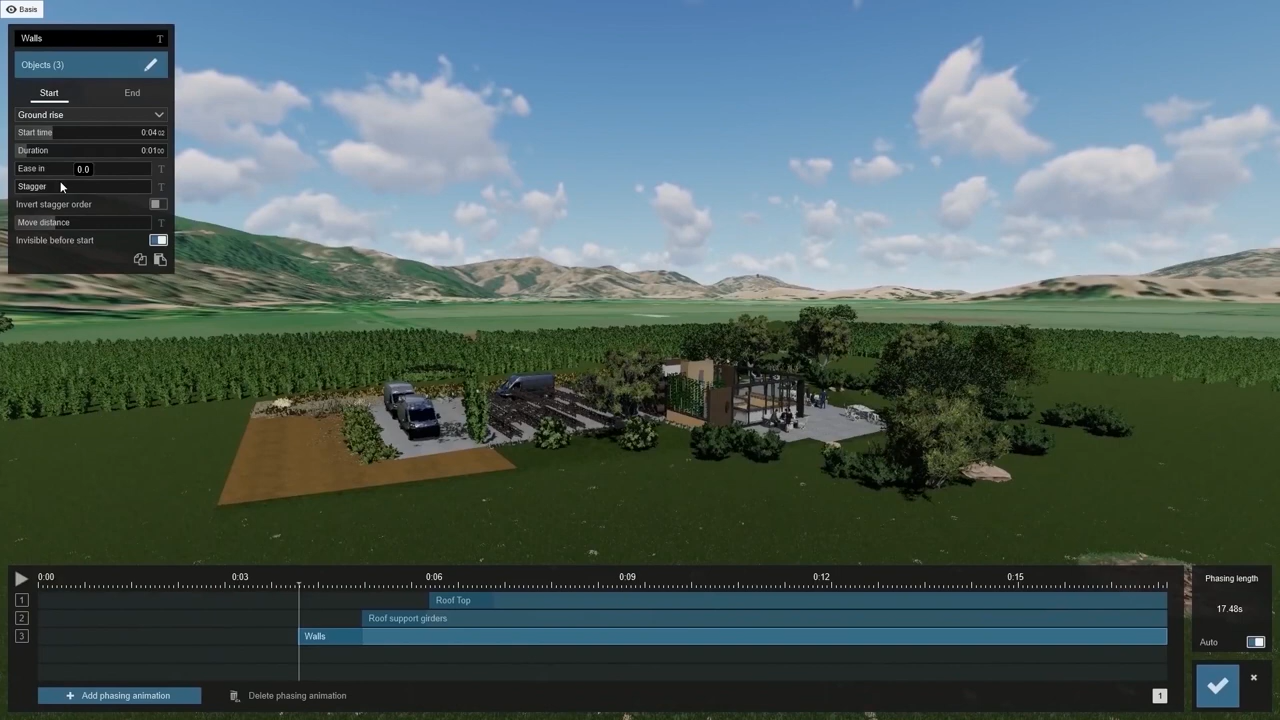 Basis
Walls T
Objects (3)
Start End
Ground rise
Start time 0:04 02
Duration 0:01 00
Ease in 0.0 T
Stagger T
Invert stagger order
Move distance T
Invisible before start
0:00 0:03 0:06 0:09 0:12 0:15
1 Roof Top
2 Roof support girders
3 Walls
+ Add phasing animation
Delete phasing animation
1
Phasing length
17.48s
Auto